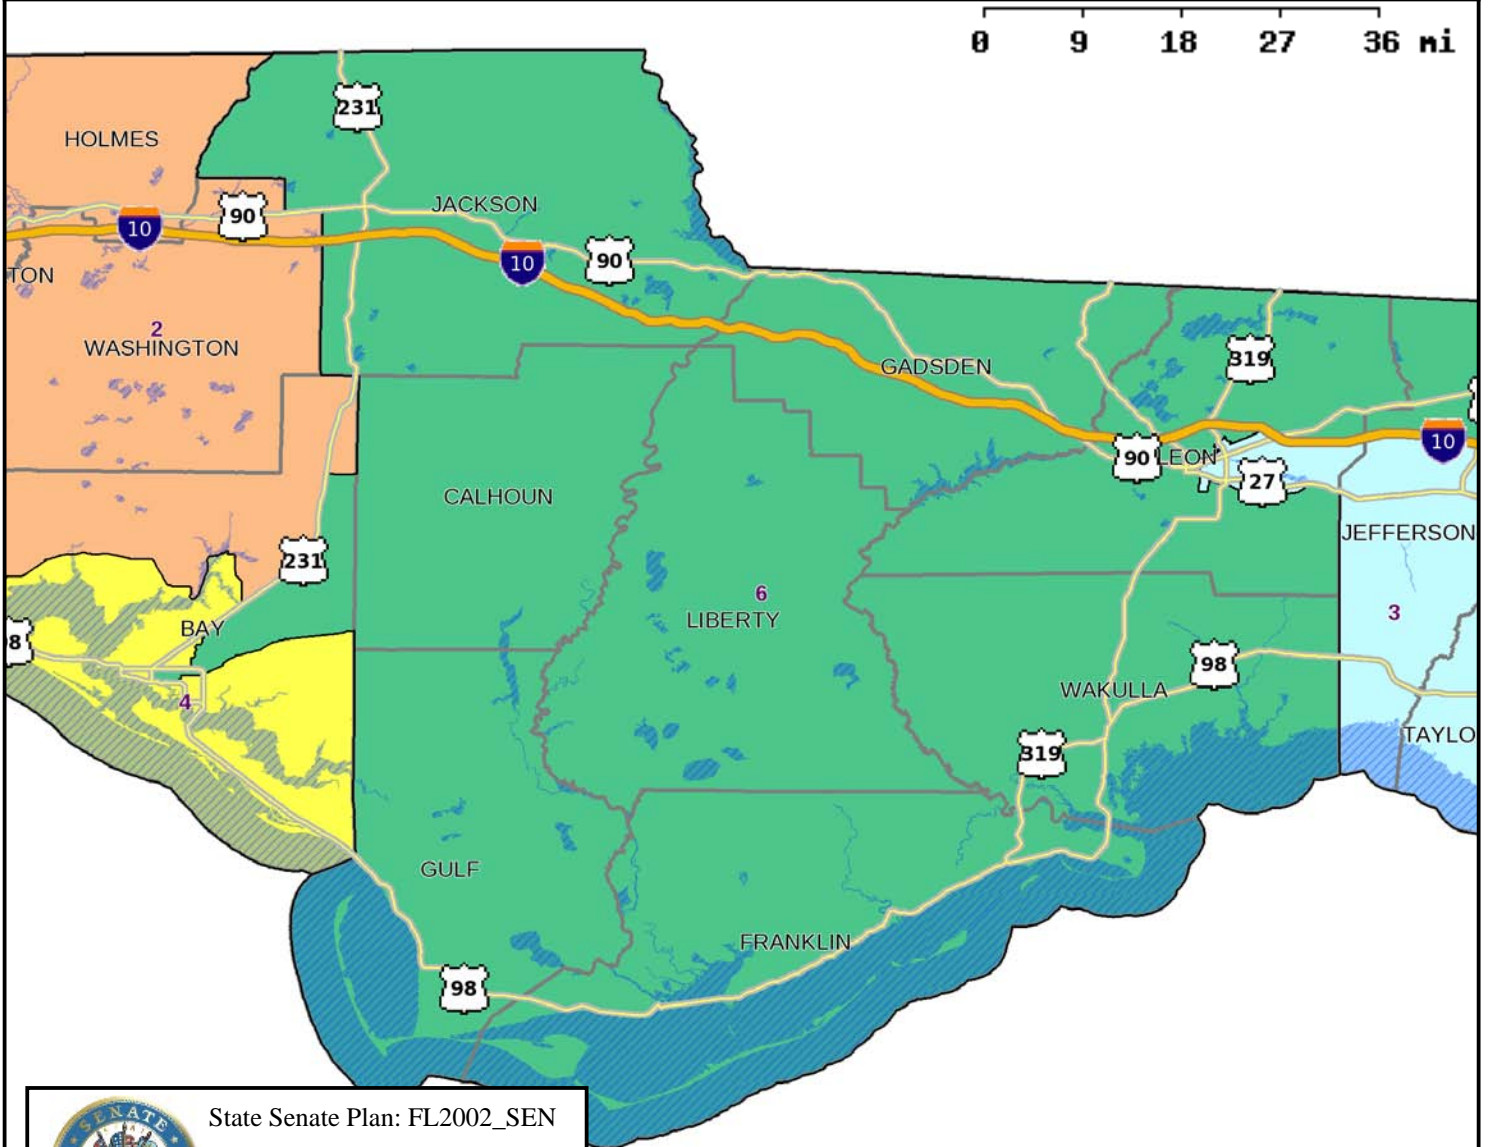 0 9 18 27 36 mi
231
HOLMES
JACKSON
90
10
10
90
TON
2
WASHINGTON
319
GADSDEN
10
90
LEON
27
CALHOUN
JEFFERSON
231
6
LIBERTY
3
BAY
8
98
WAKULLA
4
TAYLO
319
GULF
FRANKLIN
98
SENATE
State Senate Plan: FL2002_SEN